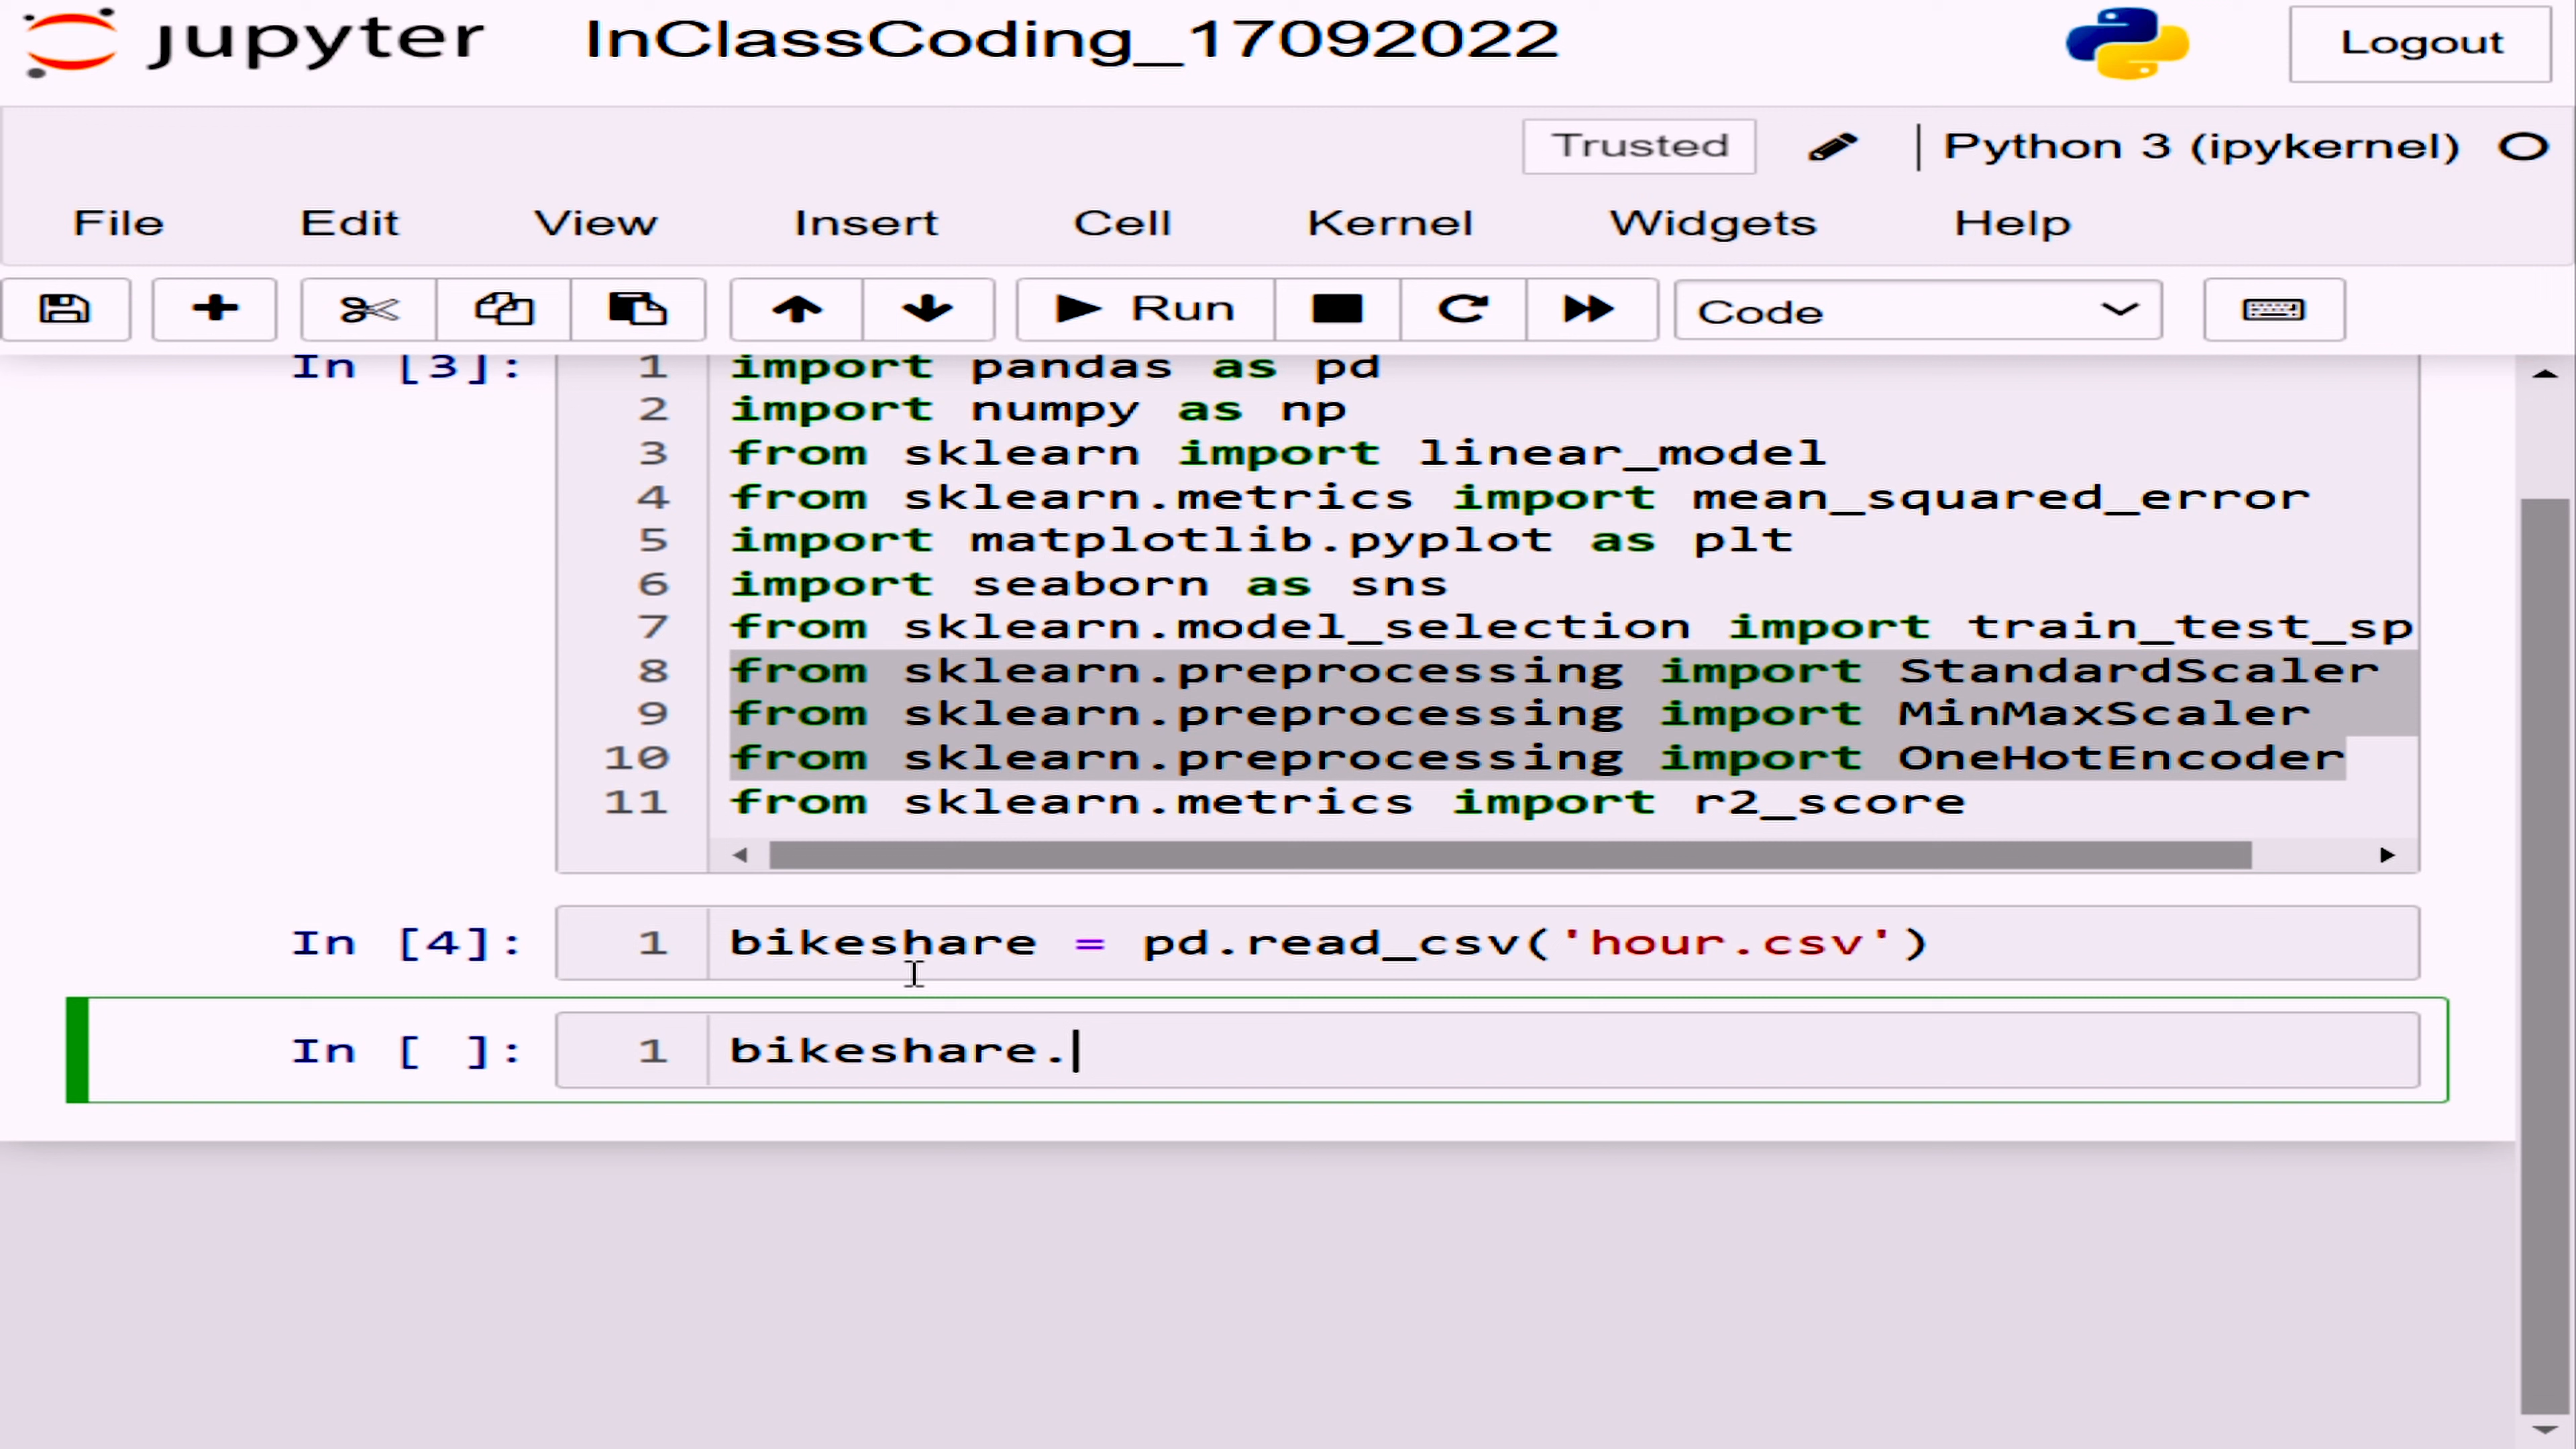 jupyter InClassCoding_17092022 Logout
Trusted Python 3 (ipykernel)
File Edit View Insert Cell Kernel Widgets Help
Run Code
In [3]: 1 import pandas as pd
2 import numpy as np
3 from sklearn import linear_model
4 from sklearn.metrics import mean_squared_error
5 import matplotlib.pyplot as plt
6 import seaborn as sns
7 from sklearn.model_selection import train_test_sp
8 from sklearn.preprocessing import StandardScaler
9 from sklearn.preprocessing import MinMaxScaler
10 from sklearn.preprocessing import OneHotEncoder
11 from sklearn.metrics import r2_score
In [4]: 1 bikeshare = pd.read_csv('hour.csv')
In [ ]: 1 bikeshare.